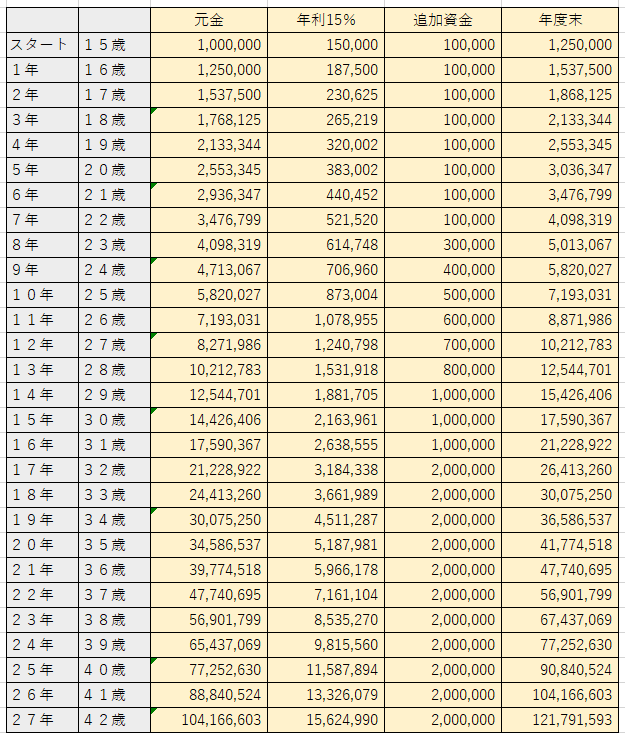 元金 年利15% 追加資金 年度末
スタート １５歳 1,000,000 150,000 100,000 1,250,000
1年 １６歳 1,250,000 187,500 100,000 1,537,500
２年 １７歳 1,537,500 230,625 100,000 1,868,125
３年 １８歳 1,768,125 265,219 100,000 2,133,344
４年 １９歳 2,133,344 320,002 100,000 2,553,345
５年 ２０歳 2,553,345 383,002 100,000 3,036,347
６年 ２１歳 2,936,347 440,452 100,000 3,476,799
７年 ２２歳 3,476,799 521,520 100,000 4,098,319
８年 ２３歳 4,098,319 614,748 300,000 5,013,067
９年 ２４歳 4,713,067 706,960 400,000 5,820,027
１０年 ２５歳 5,820,027 873,004 500,000 7,193,031
１１年 ２６歳 7,193,031 1,078,955 600,000 8,871,986
１２年 ２７歳 8,271,986 1,240,798 700,000 10,212,783
１３年 ２８歳 10,212,783 1,531,918 800,000 12,544,701
１４年 ２９歳 12,544,701 1,881,705 1,000,000 15,426,406
１５年 ３０歳 14,426,406 2,163,961 1,000,000 17,590,367
１６年 ３１歳 17,590,367 2,638,555 1,000,000 21,228,922
１７年 ３２歳 21,228,922 3,184,338 2,000,000 26,413,260
１８年 ３３歳 24,413,260 3,661,989 2,000,000 30,075,250
１９年 ３４歳 30,075,250 4,511,287 2,000,000 36,586,537
２０年 ３５歳 34,586,537 5,187,981 2,000,000 41,774,518
２１年 ３６歳 39,774,518 5,966,178 2,000,000 47,740,695
２２年 ３７歳 47,740,695 7,161,104 2,000,000 56,901,799
２３年 ３８歳 56,901,799 8,535,270 2,000,000 67,437,069
２４年 ３９歳 65,437,069 9,815,560 2,000,000 77,252,630
２５年 ４０歳 77,252,630 11,587,894 2,000,000 90,840,524
２６年 ４１歳 88,840,524 13,326,079 2,000,000 104,166,603
２７年 ４２歳 104,166,603 15,624,990 2,000,000 121,791,593